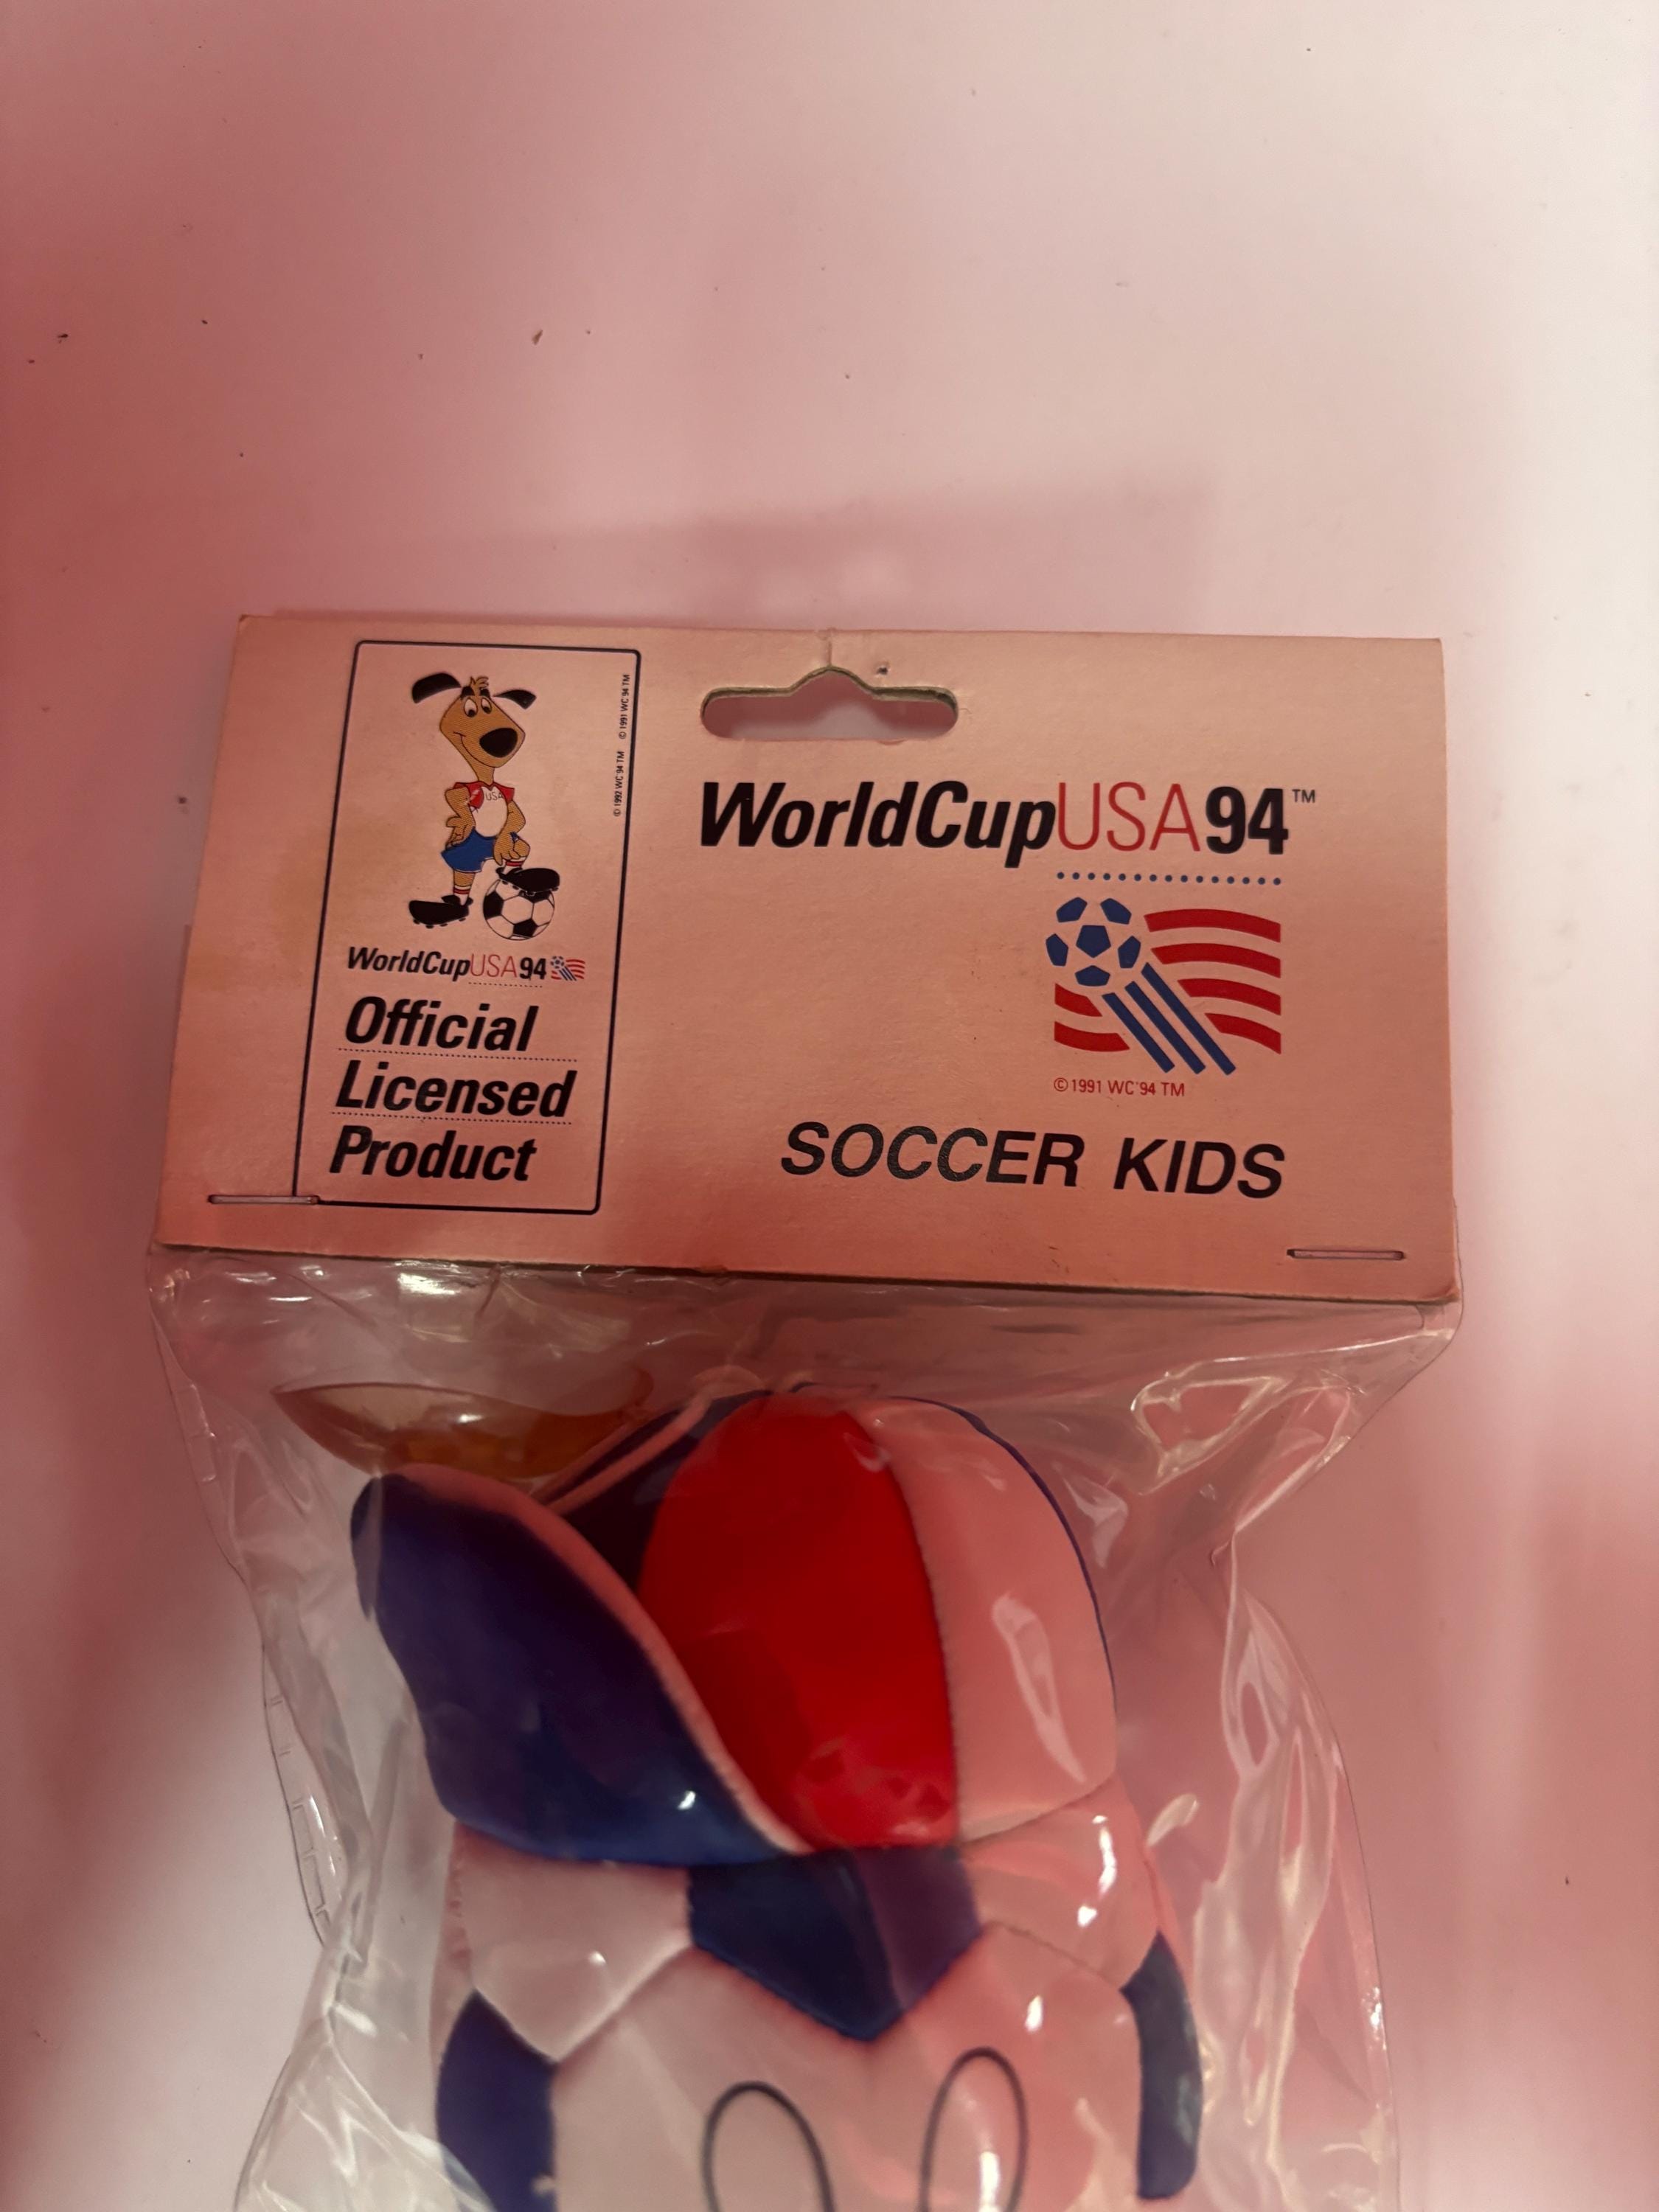 © 1992 WC'94 TM © 1991 WC'94 TM
USA
WorldCupUSA94
Official
Licensed
Product
WorldCupUSA94™
©1991 WC'94 TM
SOCCER KIDS